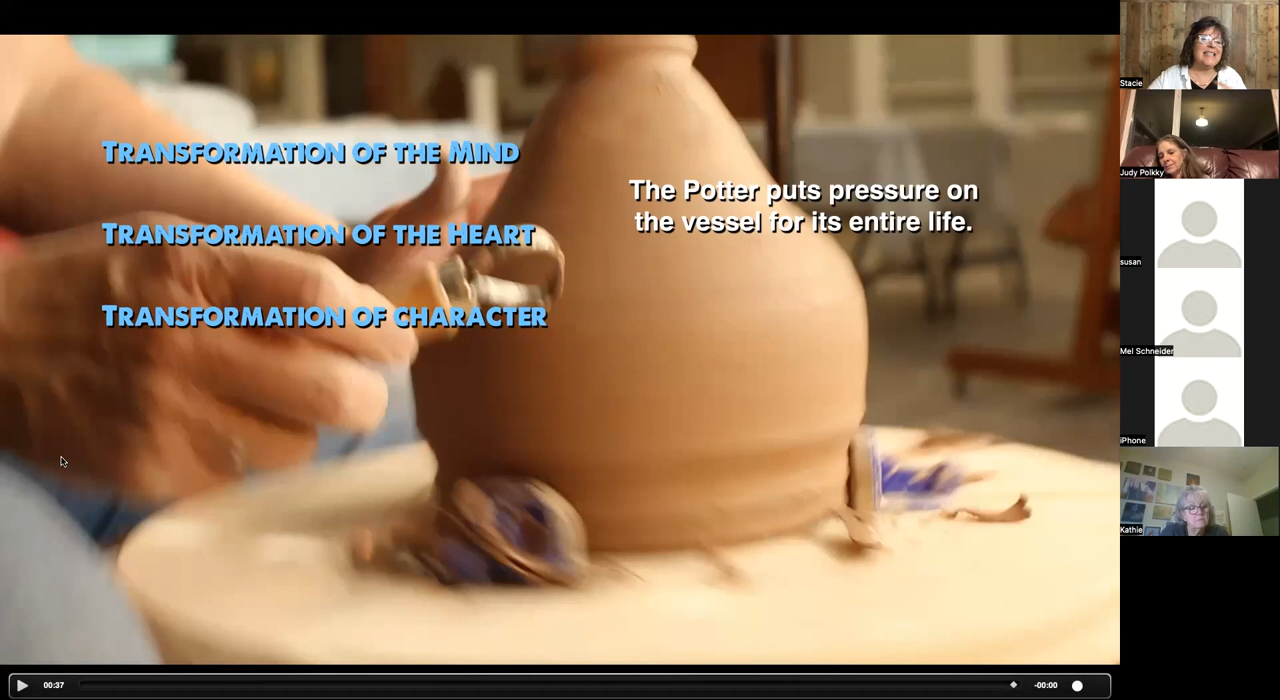 Transformation of the Mind
Transformation of the Heart
Transformation of character
The Potter puts pressure on
the vessel for its entire life.
Stacie
Judy Polkky
susan
Mel Schneider
iPhone
Kathie
00:37
-00:00